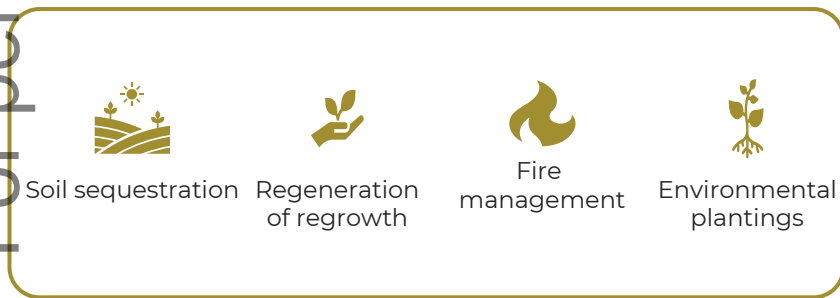 Soil sequestration
Regeneration
of regrowth
Fire
management
Environmental
plantings